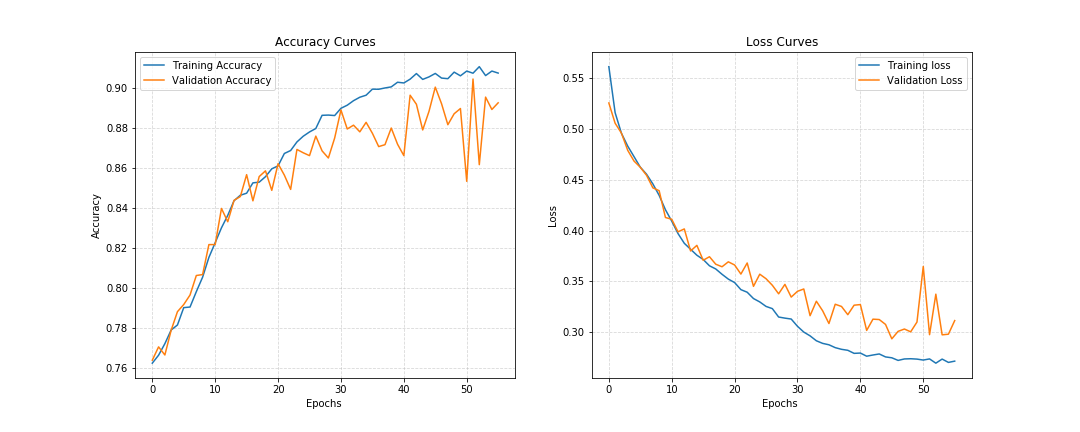 Accuracy Curves
Training Accuracy
Validation Accuracy
0.90
0.88
0.86
0.84
0.82
0.80
0.78
0.76
Accuracy
0 10 20 30 40 50
Epochs
Loss Curves
Training loss
Validation Loss
0.55
0.50
0.45
0.40
0.35
0.30
Loss
0 10 20 30 40 50
Epochs